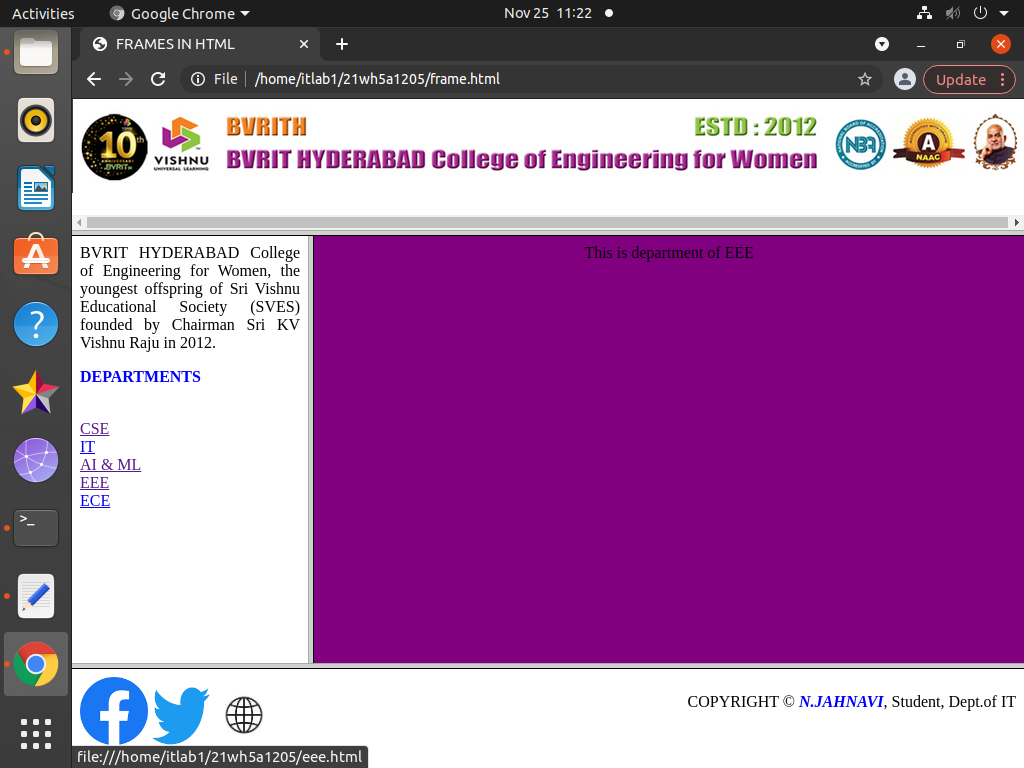 Activities
Google Chrome
Nov 25 11:22
FRAMES IN HTML
File
/home/itlab1/21wh5a1205/frame.html
Update
10th
BVRITH
VISHNU
UNIVERSAL LEARNING
BVRITH
ESTD : 2012
BVRIT HYDERABAD College of Engineering for Women
NBA
A
NAAC
BVRIT HYDERABAD College
of Engineering for Women, the
youngest offspring of Sri Vishnu
Educational Society (SVES)
founded by Chairman Sri KV
Vishnu Raju in 2012.
DEPARTMENTS
CSE
IT
AI & ML
EEE
ECE
This is department of EEE
COPYRIGHT © N.JAHNAVI, Student, Dept.of IT
file:///home/itlab1/21wh5a1205/eee.html